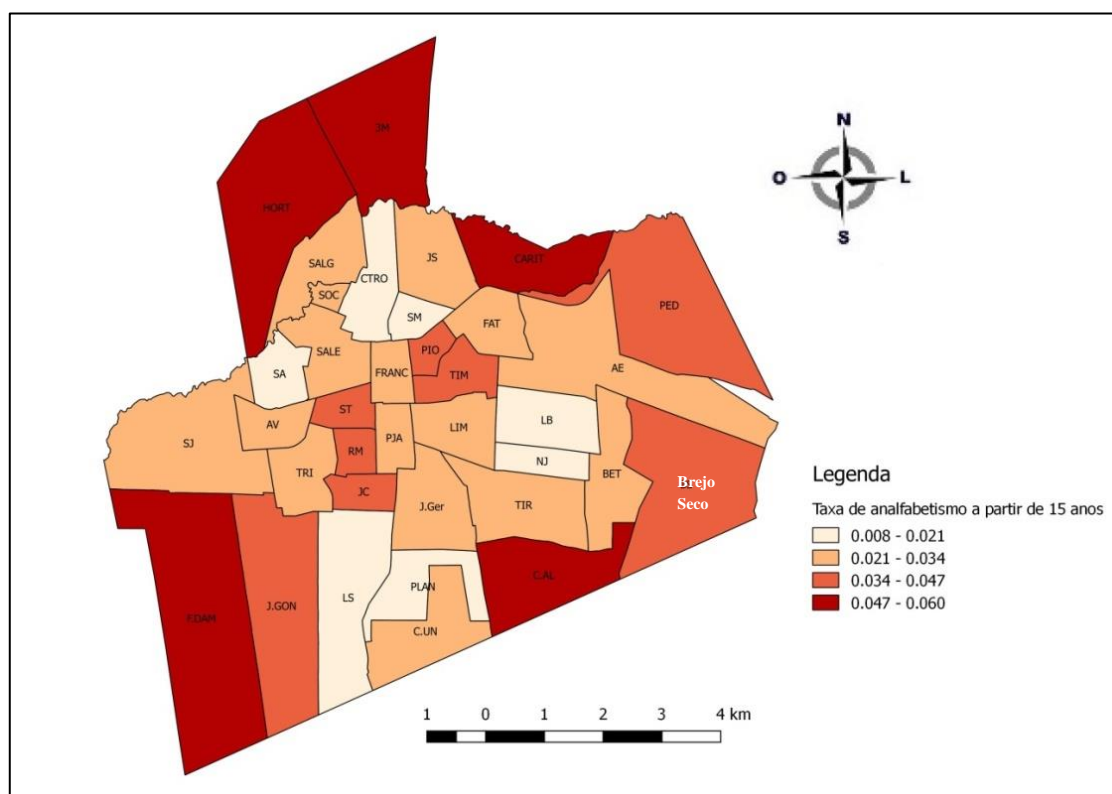 N
O L
S
JM
HORT
SALG
CTRO
JS
CARIT
PED
SOC
SM
FAT
SALE
SA
FRANC
PIO
TIM
AE
SJ
AV
ST
PJA
LIM
LB
RM
TRI
NJ
BET
Brejo
Seco
JC
J.Ger
TIR
F.DAM
J.GON
LS
PLAN
C.AL
C.UN
Legenda
Taxa de analfabetismo a partir de 15 anos
0.008 - 0.021
0.021 - 0.034
0.034 - 0.047
0.047 - 0.060
1 0 1 2 3 4 km